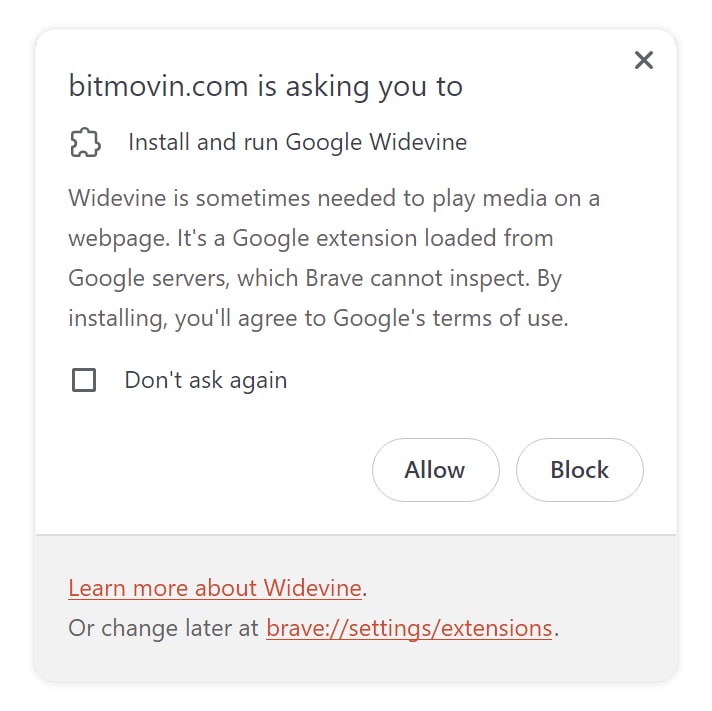 bitmovin.com is asking you to
Install and run Google Widevine
Widevine is sometimes needed to play media on a
webpage. It's a Google extension loaded from
Google servers, which Brave cannot inspect. By
installing, you'll agree to Google's terms of use.
Don't ask again
Allow Block
Learn more about Widevine.
Or change later at brave://settings/extensions.